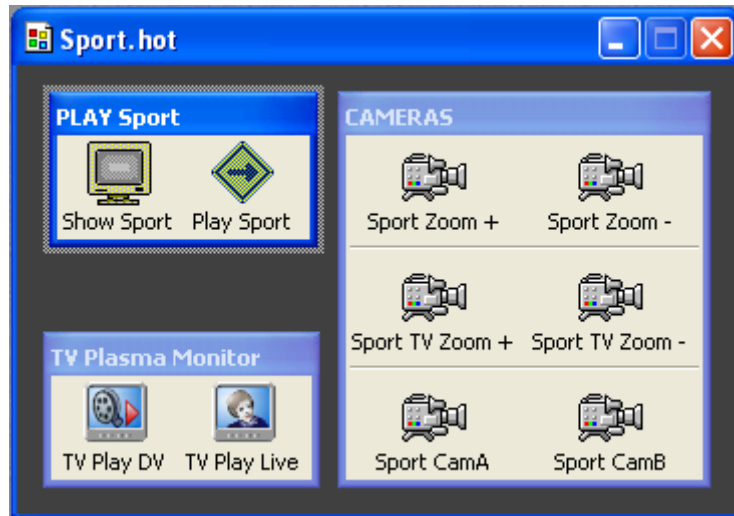 Sport.hot
PLAY Sport
Show Sport Play Sport
CAMERAS
Sport Zoom + Sport Zoom -
Sport TV Zoom + Sport TV Zoom -
Sport CamA Sport CamB
TV Plasma Monitor
TV Play DV TV Play Live